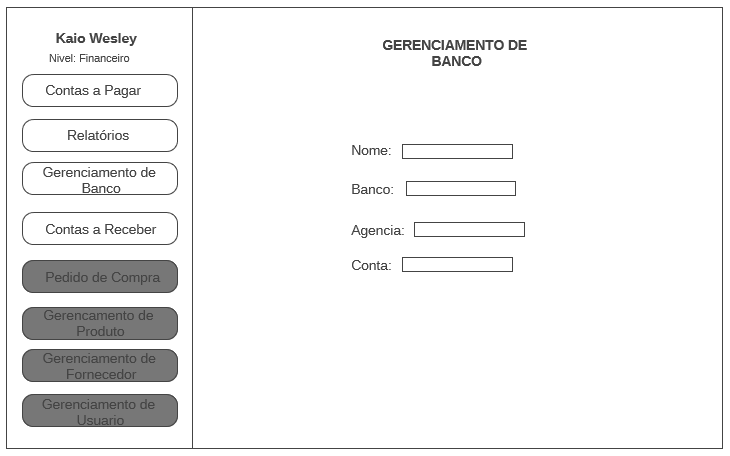 Kaio Wesley
Nivel: Financeiro
Contas a Pagar
Relatórios
Gerenciamento de
Banco
Contas a Receber
Pedido de Compra
Gerencamento de
Produto
Gerenciamento de
Fornecedor
Gerenciamento de
Usuario
GERENCIAMENTO DE
BANCO
Nome:
Banco:
Agencia:
Conta: